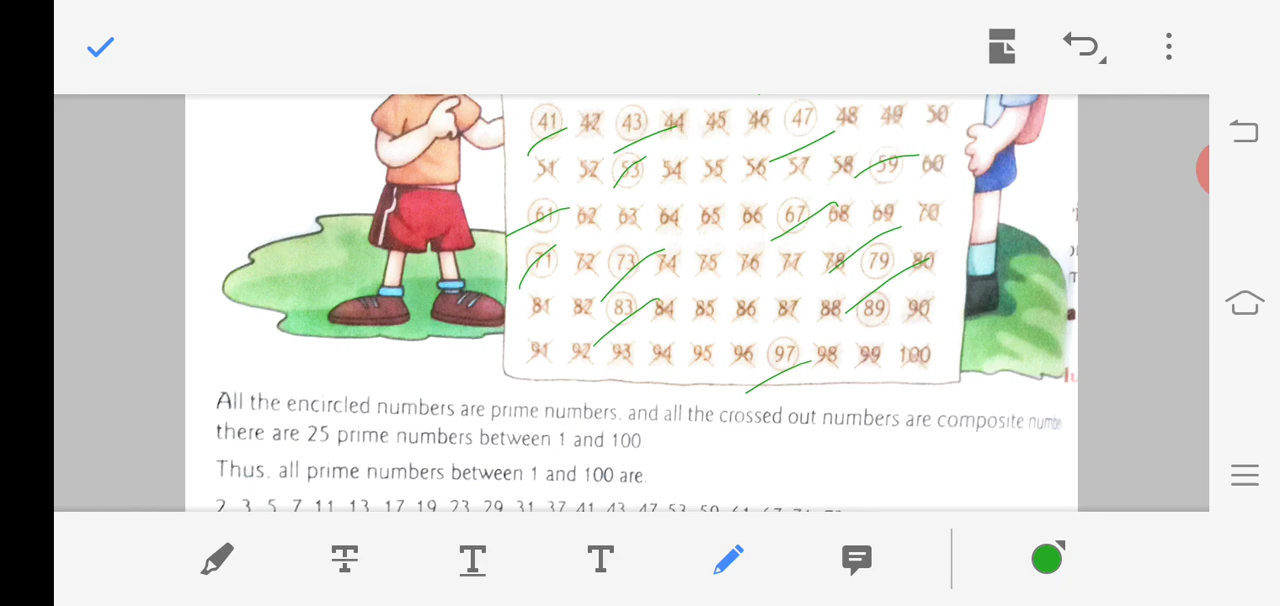 41 42 43 44 45 46 47 48 49 50
51 52 53 54 55 56 57 58 59 60
61 62 63 64 65 66 67 68 69 70
71 72 73 74 75 76 77 78 79 80
81 82 83 84 85 86 87 88 89 90
91 92 93 94 95 96 97 98 99 100
All the encircled numbers are prime numbers, and all the crossed out numbers are composite
there are 25 prime numbers between 1 and 100
Thus, all prime numbers between 1 and 100 are.
2 3 5 7 11 13 17 19 23 29 31 37 41 43 47 53 59 61 67
T T T